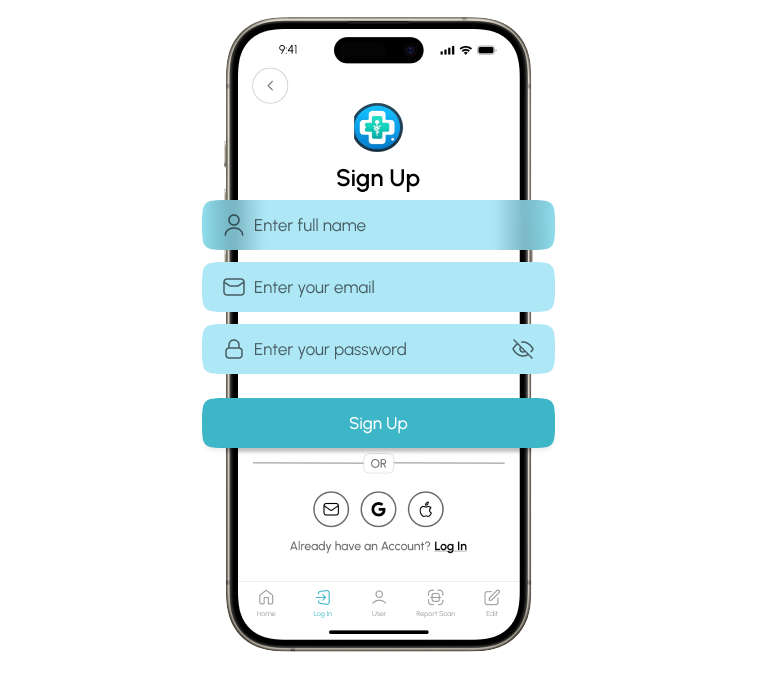 9:41
Sign Up
Enter full name
Enter your email
Enter your password
Sign Up
OR
G
Already have an Account? Log In
Home Log In User Report Scan Edit